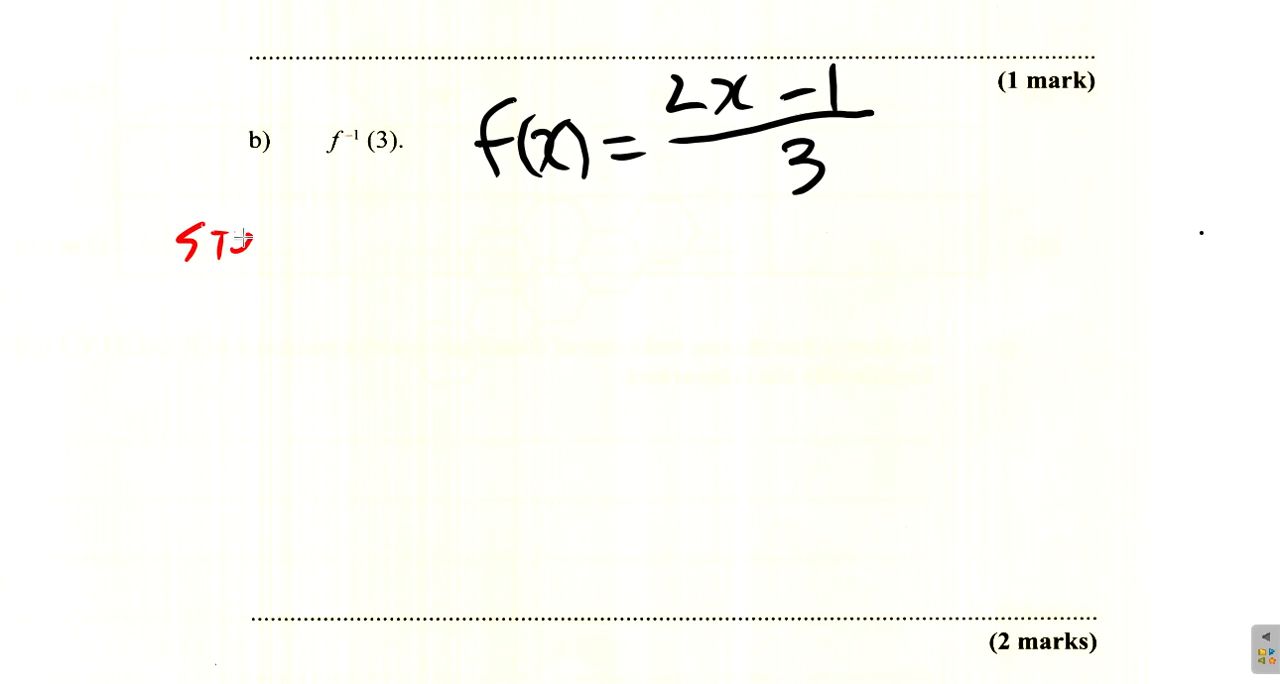 (1 mark)
b) f⁻¹ (3). f(x) = (2x - 1)/3
(2 marks)